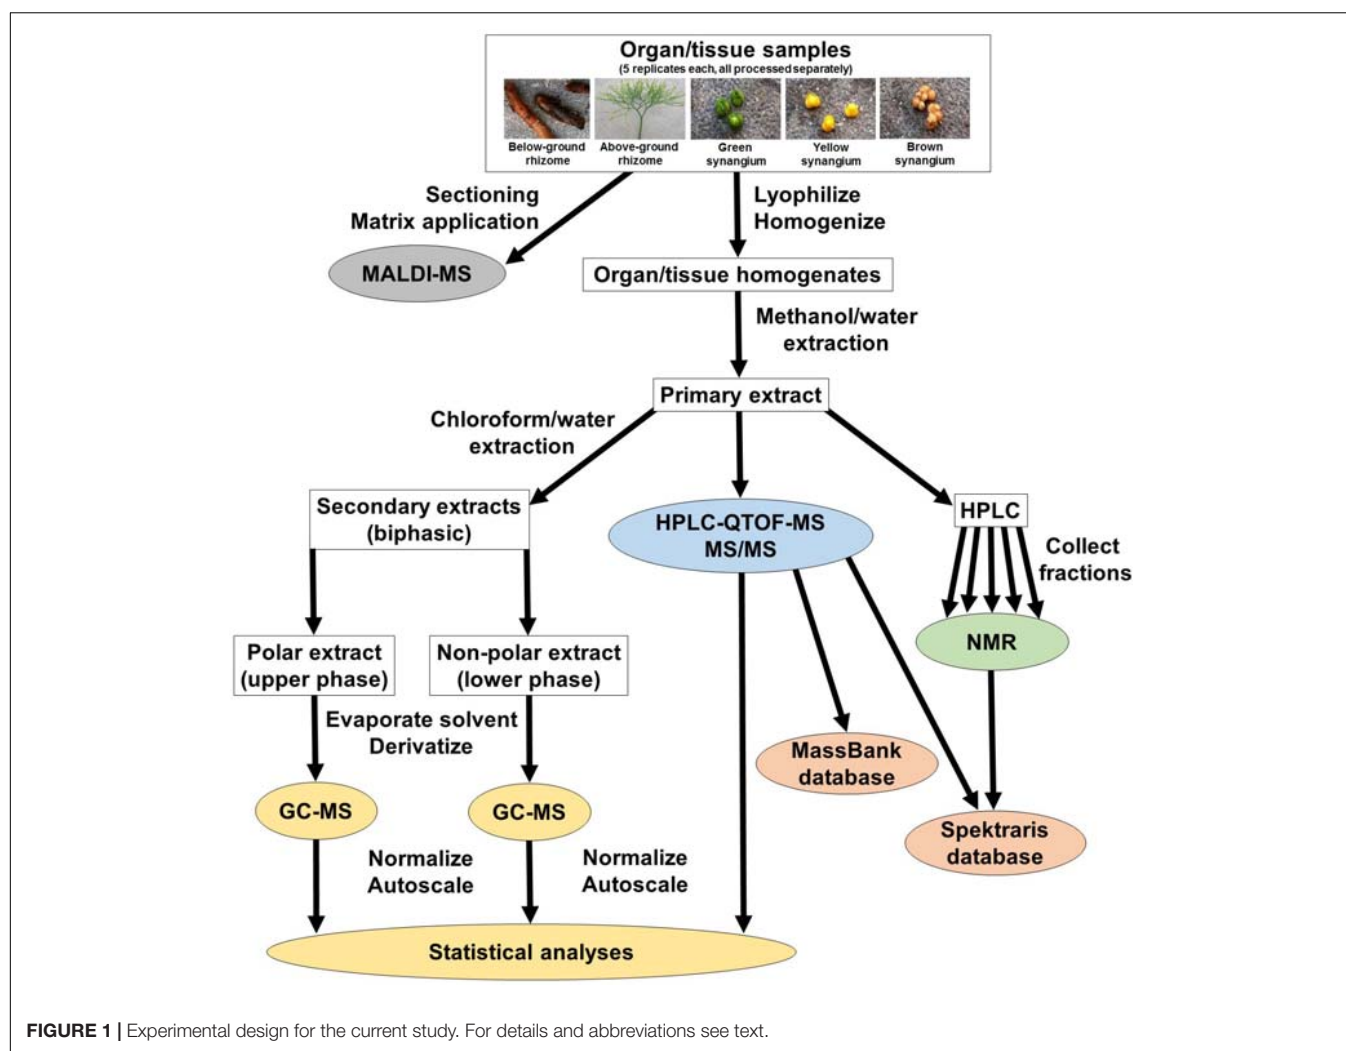 Organ/tissue samples
(5 replicates each, all processed separately)
Below-ground
rhizome
Above-ground
rhizome
Green
synangium
Yellow
synangium
Brown
synangium
Sectioning
Matrix application
Lyophilize
Homogenize
MALDI-MS
Organ/tissue homogenates
Methanol/water
extraction
Primary extract
Chloroform/water
extraction
Secondary extracts
(biphasic)
HPLC-QTOF-MS
MS/MS
HPLC
Collect
fractions
NMR
Polar extract
(upper phase)
Non-polar extract
(lower phase)
Evaporate solvent
Derivatize
MassBank
database
GC-MS
GC-MS
Spektraris
database
Normalize
Autoscale
Normalize
Autoscale
Statistical analyses
FIGURE 1 | Experimental design for the current study. For details and abbreviations see text.